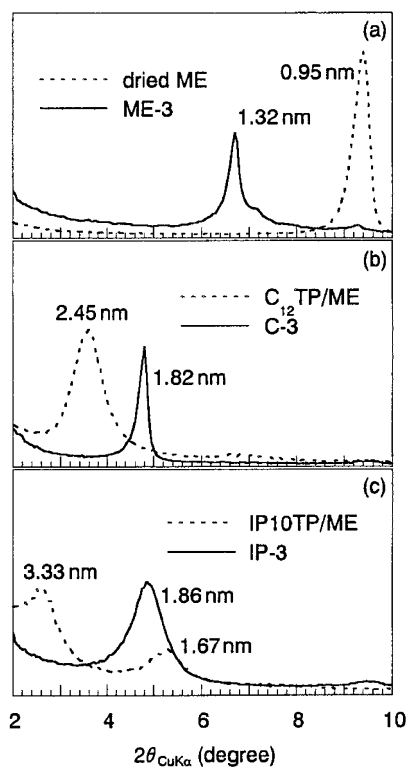 (a)
dried ME
ME-3
0.95 nm
1.32 nm
(b)
C12TP/ME
C-3
2.45 nm
1.82 nm
(c)
IP10TP/ME
IP-3
3.33 nm
1.86 nm
1.67 nm
2 4 6 8 10
2θCuKα (degree)